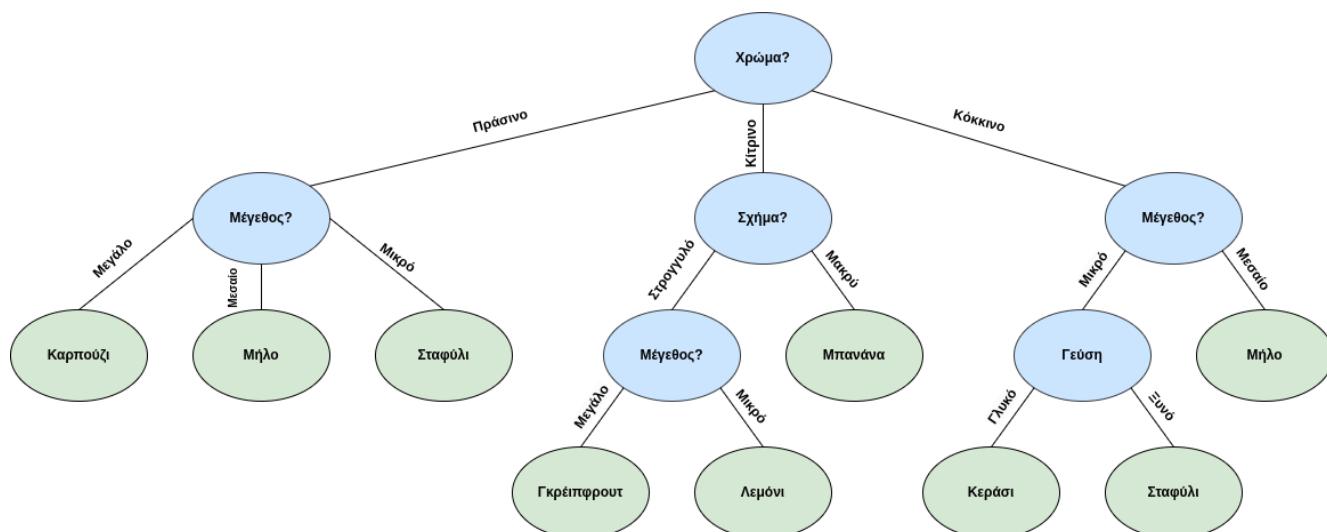 Χρώμα?
Πράσινο
Κίτρινο
Κόκκινο
Μέγεθος?
Σχήμα?
Μέγεθος?
Μεγάλο
Μεσαίο
Μικρό
Στρογγυλό
Μακρύ
Μικρό
Μεσαίο
Καρπούζι
Μήλο
Σταφύλι
Μέγεθος?
Μπανάνα
Γεύση
Μήλο
Μεγάλο
Μικρό
Γλυκό
Ξυνό
Γκρέιπφρουτ
Λεμόνι
Κεράσι
Σταφύλι